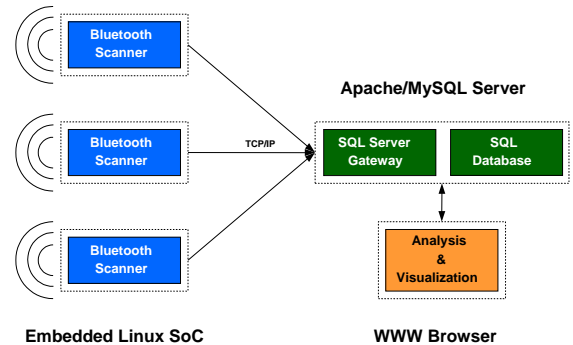 Bluetooth
Scanner
Apache/MySQL Server
Bluetooth
Scanner
TCP/IP
SQL Server
Gateway
SQL
Database
Bluetooth
Scanner
Analysis
&
Visualization
Embedded Linux SoC
WWW Browser